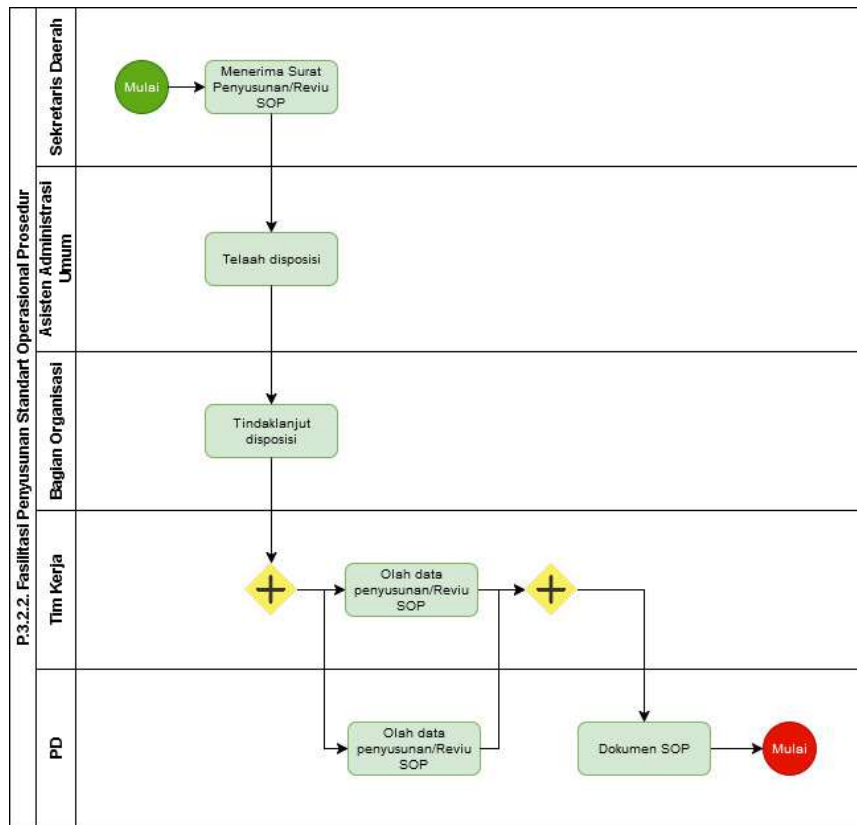 P.3.2.2. Fasilitasi Penyusunan Standart Operasional Prosedur
Sekretaris Daerah
Mulai
Menerima Surat
Penyusunan/Reviu
SOP
Asisten Administrasi
Umum
Telaah disposisi
Bagian Organisasi
Tindaklanjut
disposisi
Tim Kerja
Olah data
penyusunan/Reviu
SOP
PD
Olah data
penyusunan/Reviu
SOP
Dokumen SOP
Mulai